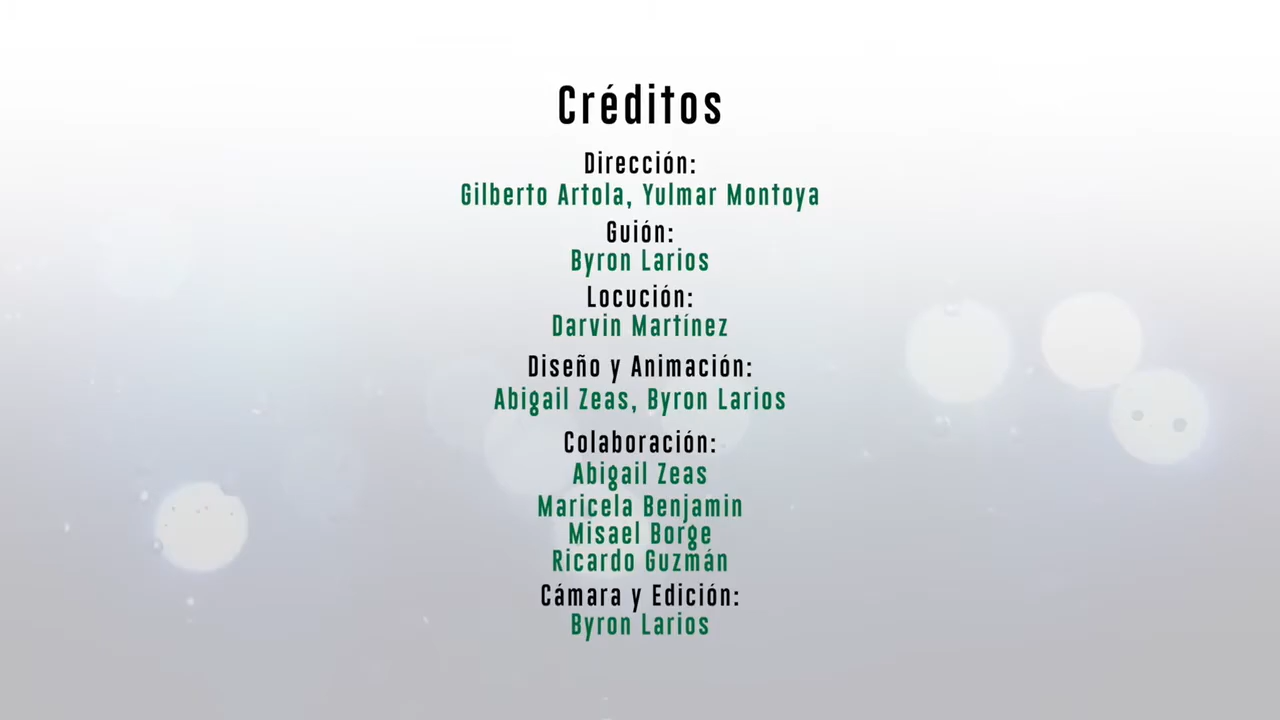 Créditos
Dirección:
Gilberto Artola, Yulmar Montoya
Guión:
Byron Larios
Locución:
Darvin Martínez
Diseño y Animación:
Abigail Zeas, Byron Larios
Colaboración:
Abigail Zeas
Maricela Benjamin
Misael Borge
Ricardo Guzmán
Cámara y Edición:
Byron Larios